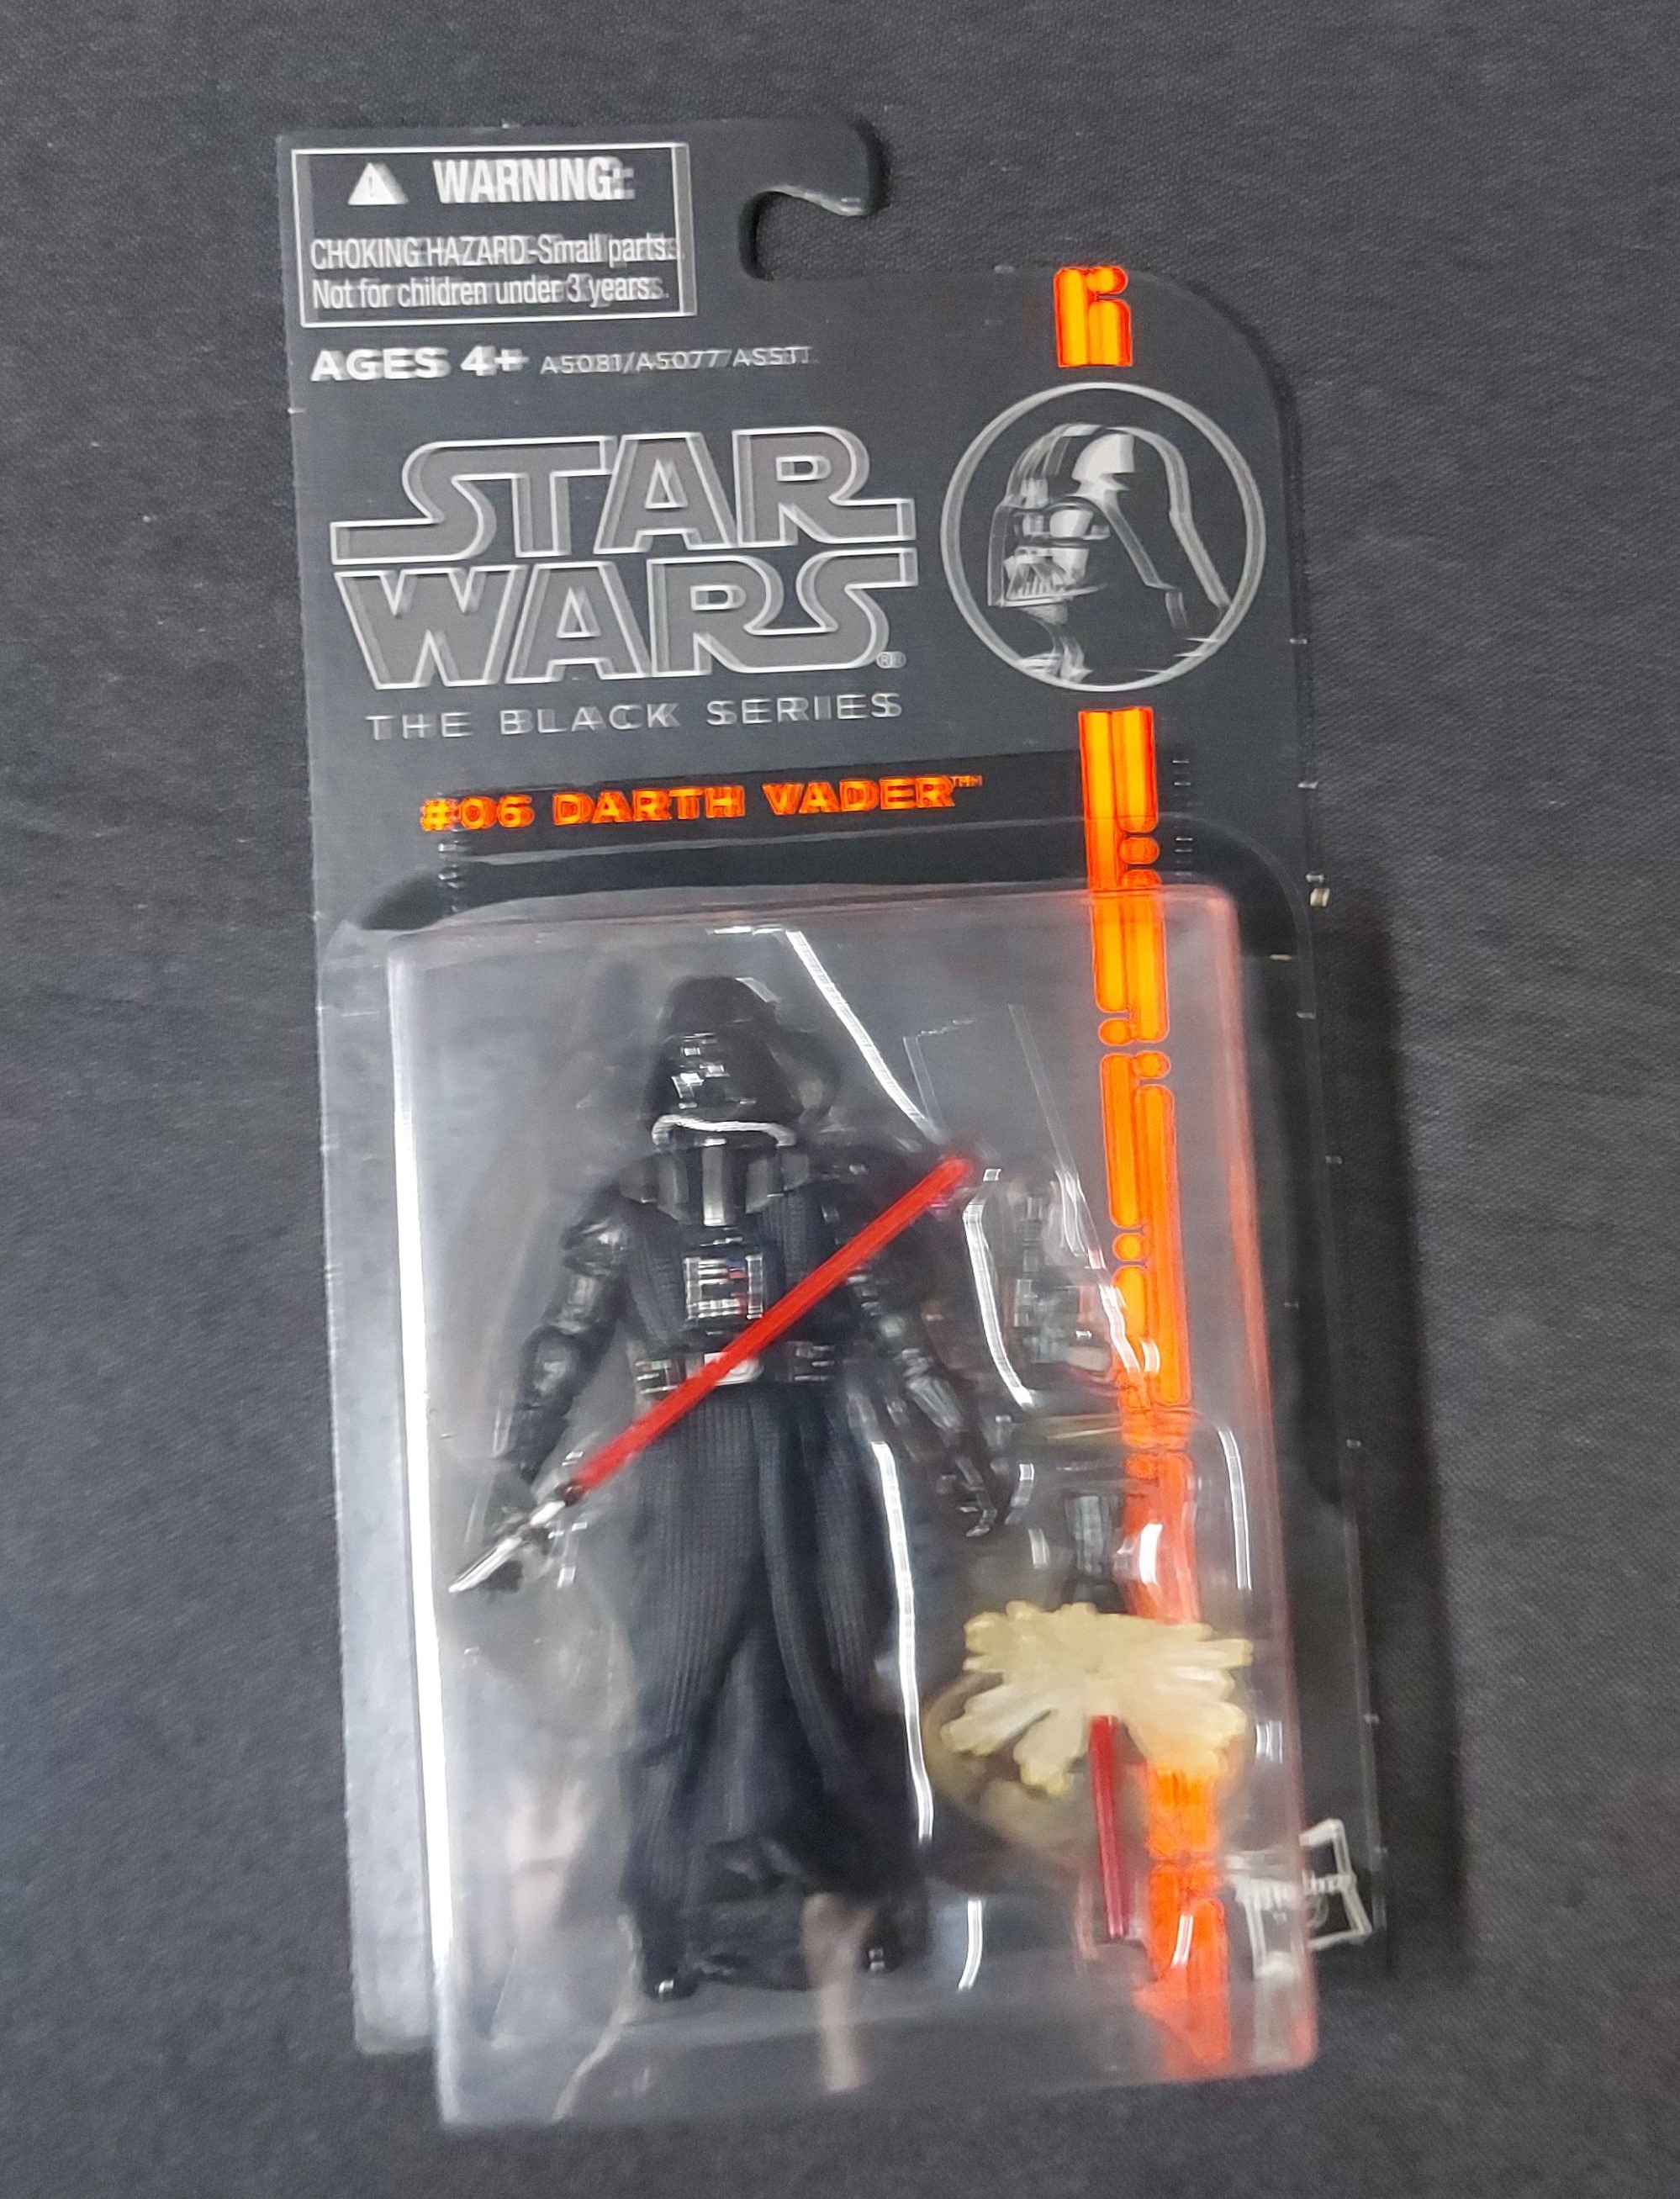 WARNING:
CHOKING HAZARD-Small parts.
Not for children under 3 years.
AGES 4+ A5081/A5077 ASST.
STAR
WARS®
THE BLACK SERIES
#06 DARTH VADER™